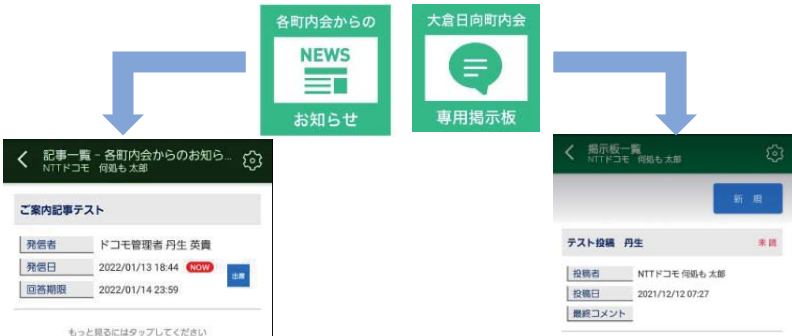 各町内会からの
NEWS
お知らせ
大倉日向町内会
専用掲示板
記事一覧 - 各町内会からのお知ら...
NTTドコモ 何処も 太郎
ご案内記事テスト
発信者 ドコモ管理者 丹生 英貴
発信日 2022/01/13 18:44 NOW
出席
回答期限 2022/01/14 23:59
もっと見るにはタップしてください
掲示板一覧
NTTドコモ 何処も 太郎
新 規
テスト投稿 丹生 未読
投稿者 NTTドコモ 何処も 太郎
投稿日 2021/12/12 07:27
最終コメント